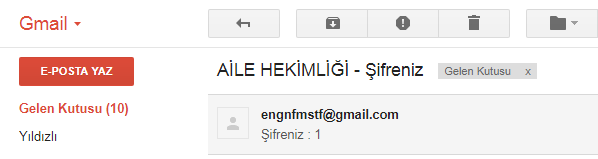 Gmail
E-POSTA YAZ
Gelen Kutusu (10)
Yıldızlı
AİLE HEKİMLİĞİ - Şifreniz Gelen Kutusu x
engnfmstf@gmail.com
Şifreniz : 1